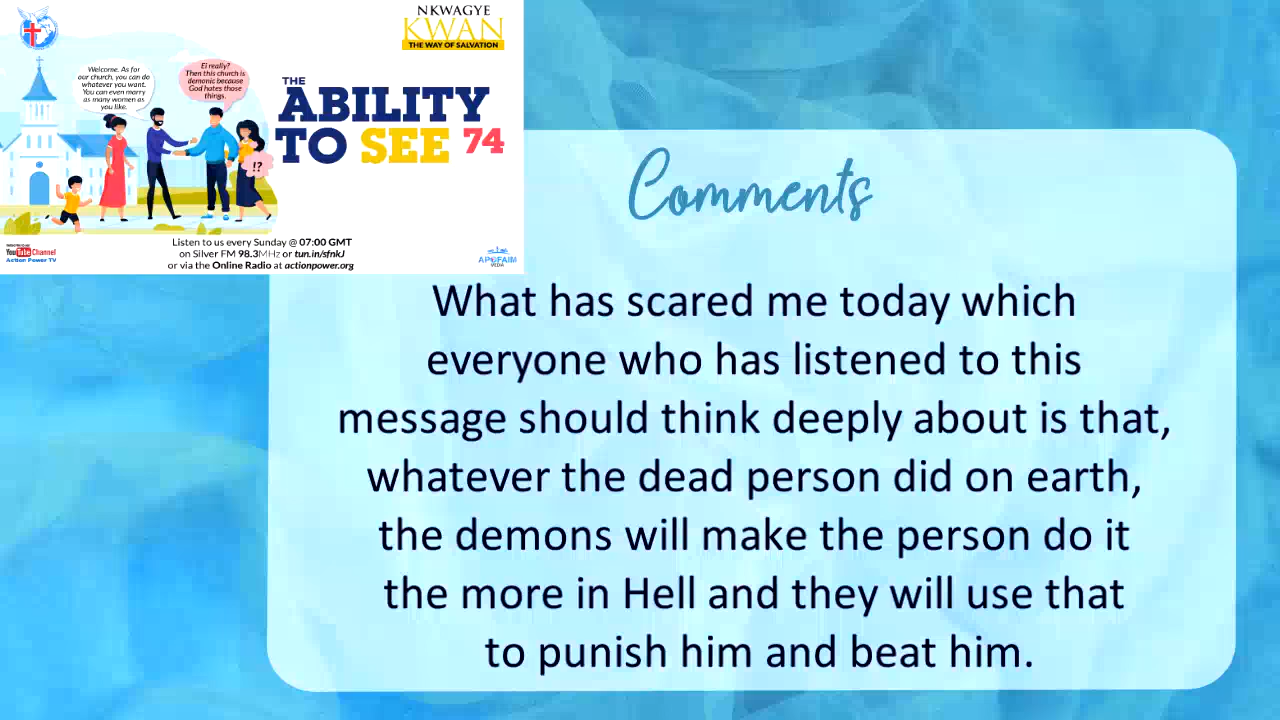 NKWAGYE
KWAN
THE WAY OF SALVATION
Welcome. As for
our church, you can do
whatever you want.
You can even marry
as many women as
you like.
Ei really?
Then this church is
demonic because
God hates those
things.
!?
THE
ABILITY
TO SEE 74
Listen to us every Sunday @ 07:00 GMT
on Silver FM 98.3MHz or tun.in/sfnkJ
or via the Online Radio at actionpower.org
YouTube Channel
Action Power TV
APOFAIM
MEDIA
Comments
What has scared me today which
everyone who has listened to this
message should think deeply about is that,
whatever the dead person did on earth,
the demons will make the person do it
the more in Hell and they will use that
to punish him and beat him.